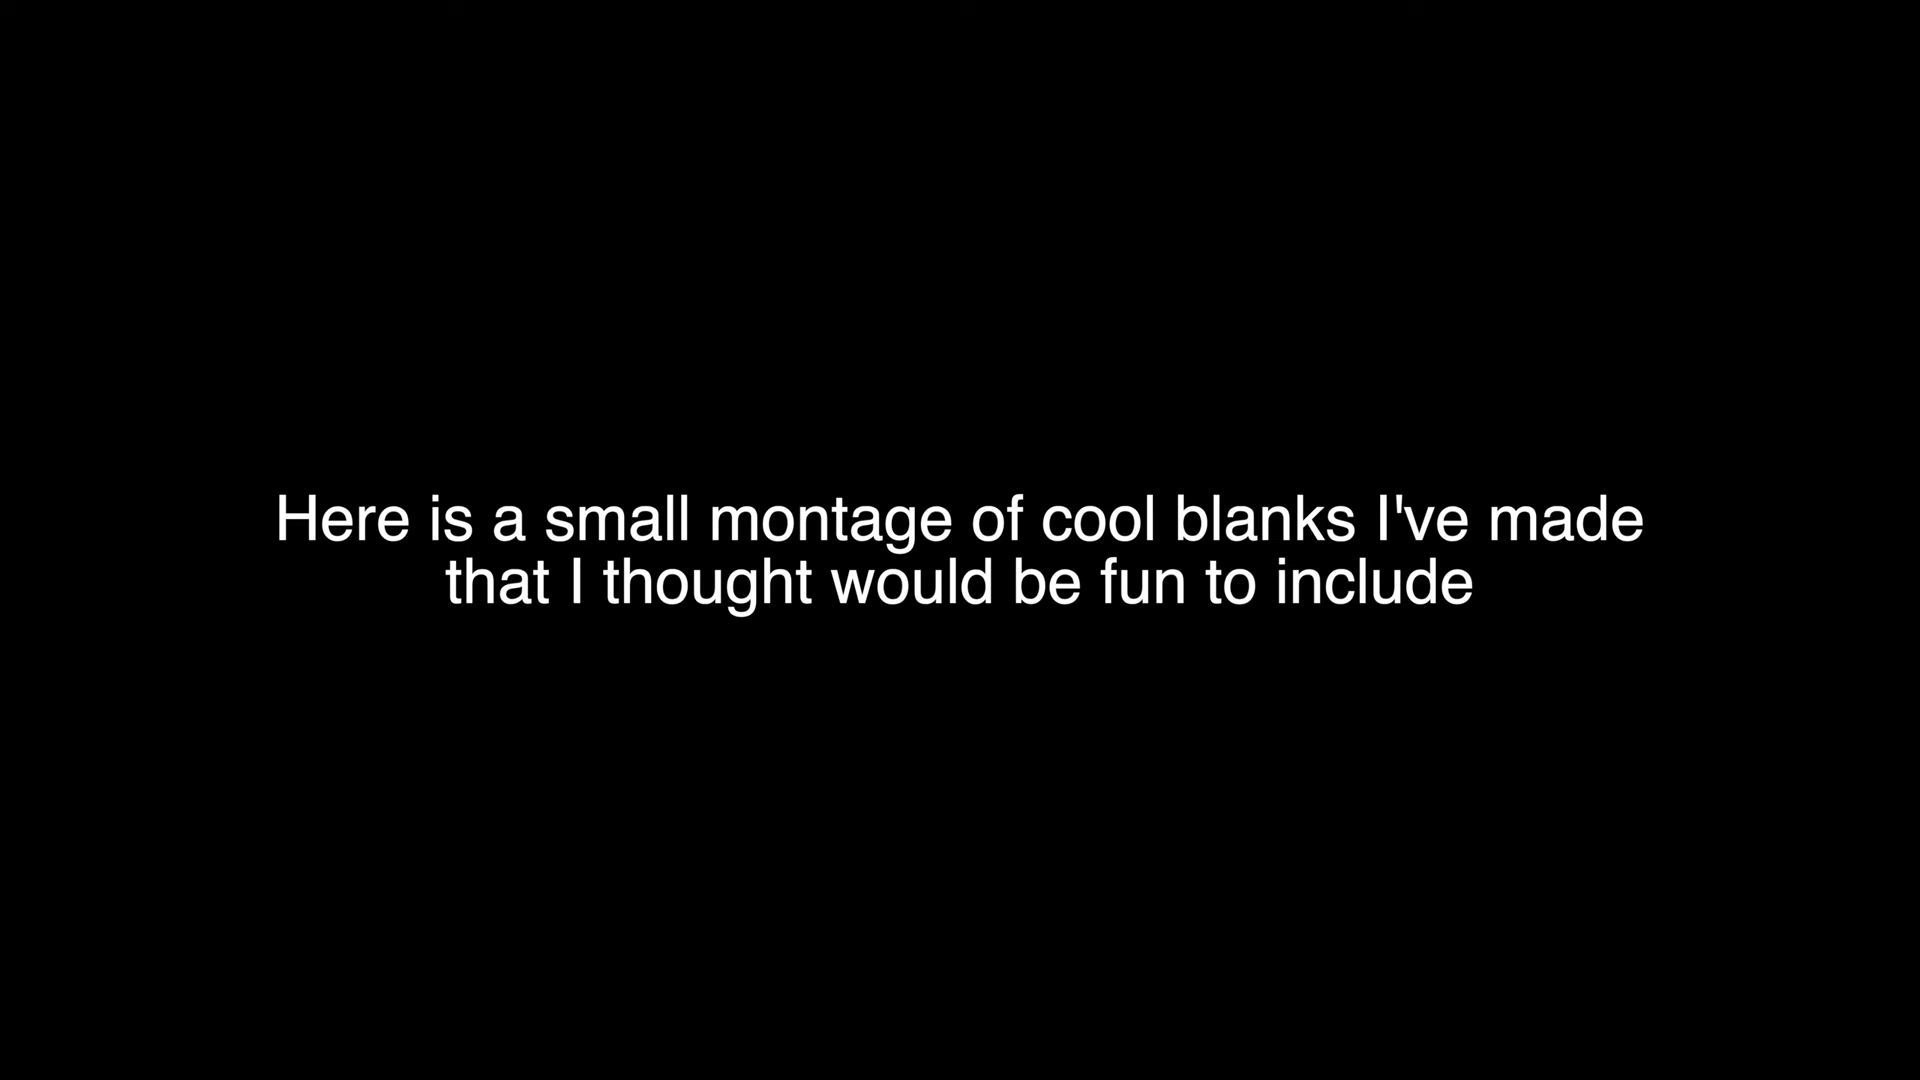 Here is a small montage of cool blanks I've made
that I thought would be fun to include